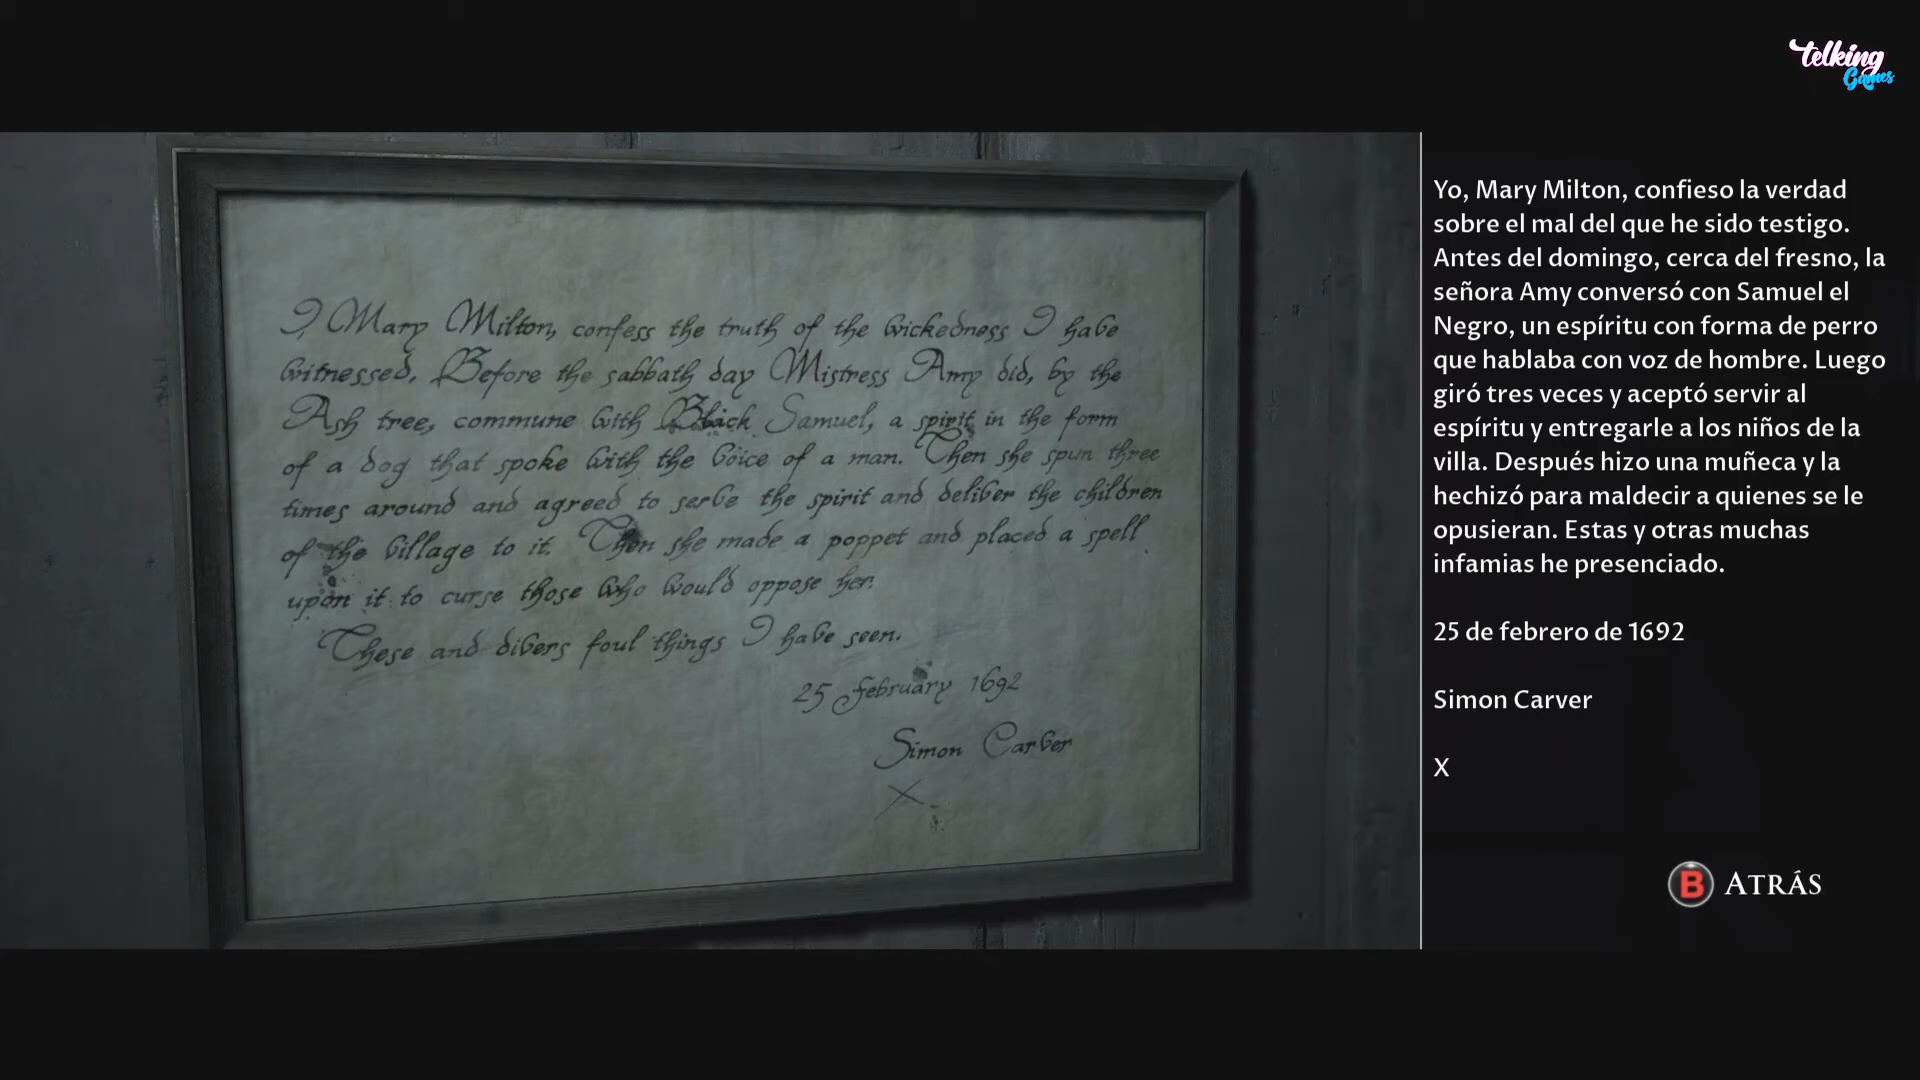 telking
Games
I, Mary Milton, confess the truth of the wickedness I have
witnessed. Before the sabbath day Mistress Amy did, by the
Ash tree, commune with Black Samuel, a spirit in the form
of a dog that spoke with the voice of a man. Then she spun three
times around and agreed to serve the spirit and deliver the children
of the village to it. Then she made a poppet and placed a spell
upon it to curse those who would oppose her.
These and divers foul things I have seen.
25 february 1692
Simon Carver
X
Yo, Mary Milton, confieso la verdad
sobre el mal del que he sido testigo.
Antes del domingo, cerca del fresno, la
señora Amy conversó con Samuel el
Negro, un espíritu con forma de perro
que hablaba con voz de hombre. Luego
giró tres veces y aceptó servir al
espíritu y entregarle a los niños de la
villa. Después hizo una muñeca y la
hechizó para maldecir a quienes se le
opusieran. Estas y otras muchas
infamias he presenciado.
25 de febrero de 1692
Simon Carver
X
B ATRÁS